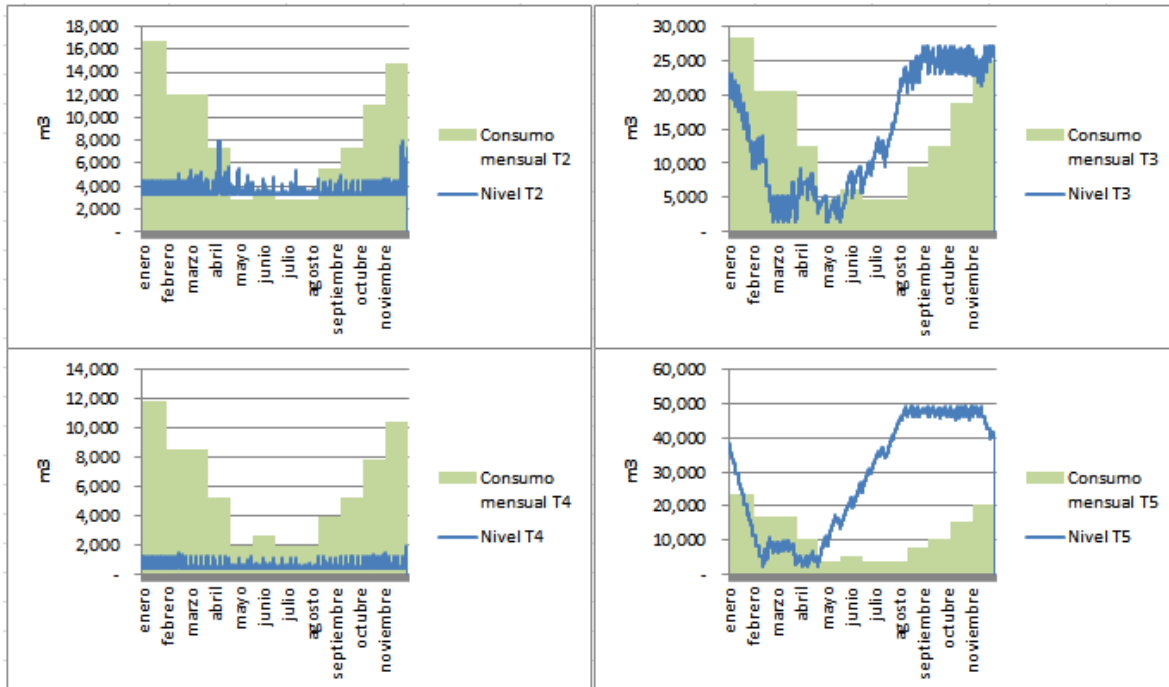 18,000
16,000
14,000
12,000
10,000
8,000
6,000
4,000
2,000
-
m3
enero
febrero
marzo
abril
mayo
junio
julio
agosto
septiembre
octubre
noviembre
Consumo
mensual T2
Nivel T2
30,000
25,000
20,000
15,000
10,000
5,000
-
m3
enero
febrero
marzo
abril
mayo
junio
julio
agosto
septiembre
octubre
noviembre
Consumo
mensual T3
Nivel T3
14,000
12,000
10,000
8,000
6,000
4,000
2,000
-
m3
enero
febrero
marzo
abril
mayo
junio
julio
agosto
septiembre
octubre
noviembre
Consumo
mensual T4
Nivel T4
60,000
50,000
40,000
30,000
20,000
10,000
-
m3
enero
febrero
marzo
abril
mayo
junio
julio
agosto
septiembre
octubre
noviembre
Consumo
mensual T5
Nivel T5